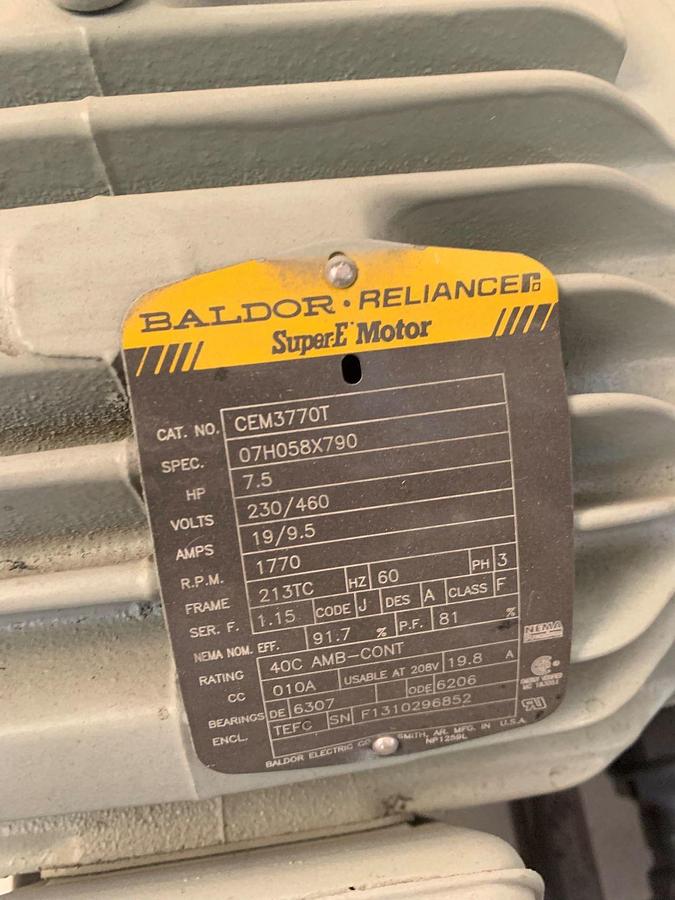 BALDOR • RELIANCE
Super-E Motor
CAT. NO. CEM3770T
SPEC. 07H058X790
HP 7.5
VOLTS 230/460
AMPS 19/9.5
R.P.M. 1770
FRAME 213TC HZ 60 PH 3
SER. F. 1.15 CODE J DES A CLASS F
NEMA NOM. EFF. 91.7 % P.F. 81 %
RATING 40C AMB-CONT
CC 010A USABLE AT 208V 19.8 A
BEARINGS DE 6307 ODE 6206
ENCL. TEFC SN F1310296852
BALDOR ELECTRIC SMITH, AR. MFG. IN U.S.A.
NP1259L
NEMA
ENERGY VERIFIED